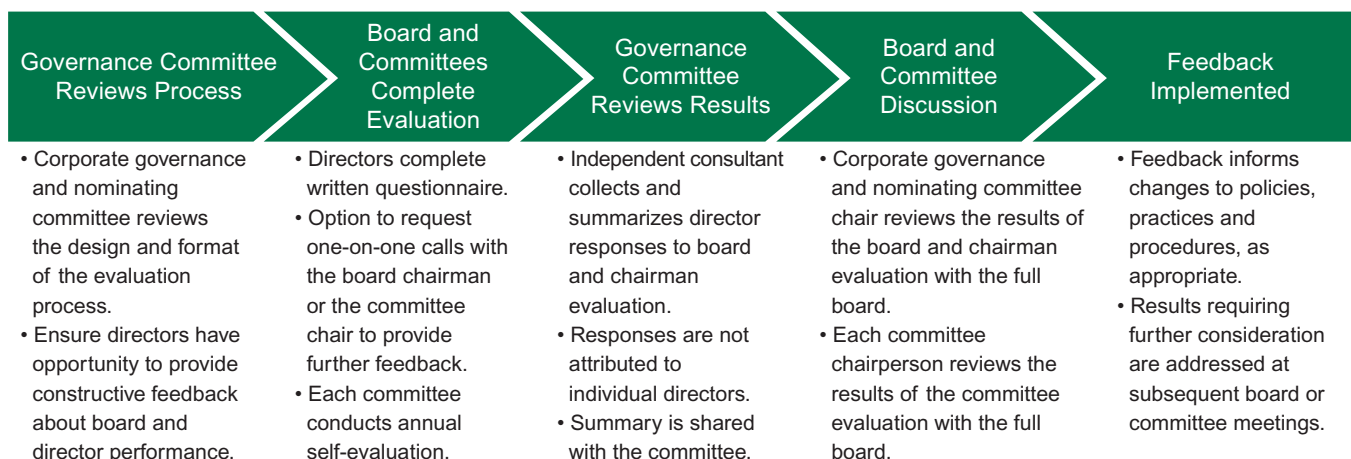 Governance Committee
Reviews Process
Board and
Committees
Complete
Evaluation
Governance
Committee
Reviews Results
Board and
Committee
Discussion
Feedback
Implemented
• Corporate governance
and nominating
committee reviews
the design and format
of the evaluation
process.
• Ensure directors have
opportunity to provide
constructive feedback
about board and
director performance.
• Directors complete
written questionnaire.
• Option to request
one-on-one calls with
the board chairman
or the committee
chair to provide
further feedback.
• Each committee
conducts annual
self-evaluation.
• Independent consultant
collects and
summarizes director
responses to board
and chairman
evaluation.
• Responses are not
attributed to
individual directors.
• Summary is shared
with the committee.
• Corporate governance
and nominating committee
chair reviews the results of
the board and chairman
evaluation with the full
board.
• Each committee
chairperson reviews the
results of the committee
evaluation with the full
board.
• Feedback informs
changes to policies,
practices and
procedures, as
appropriate.
• Results requiring
further consideration
are addressed at
subsequent board or
committee meetings.